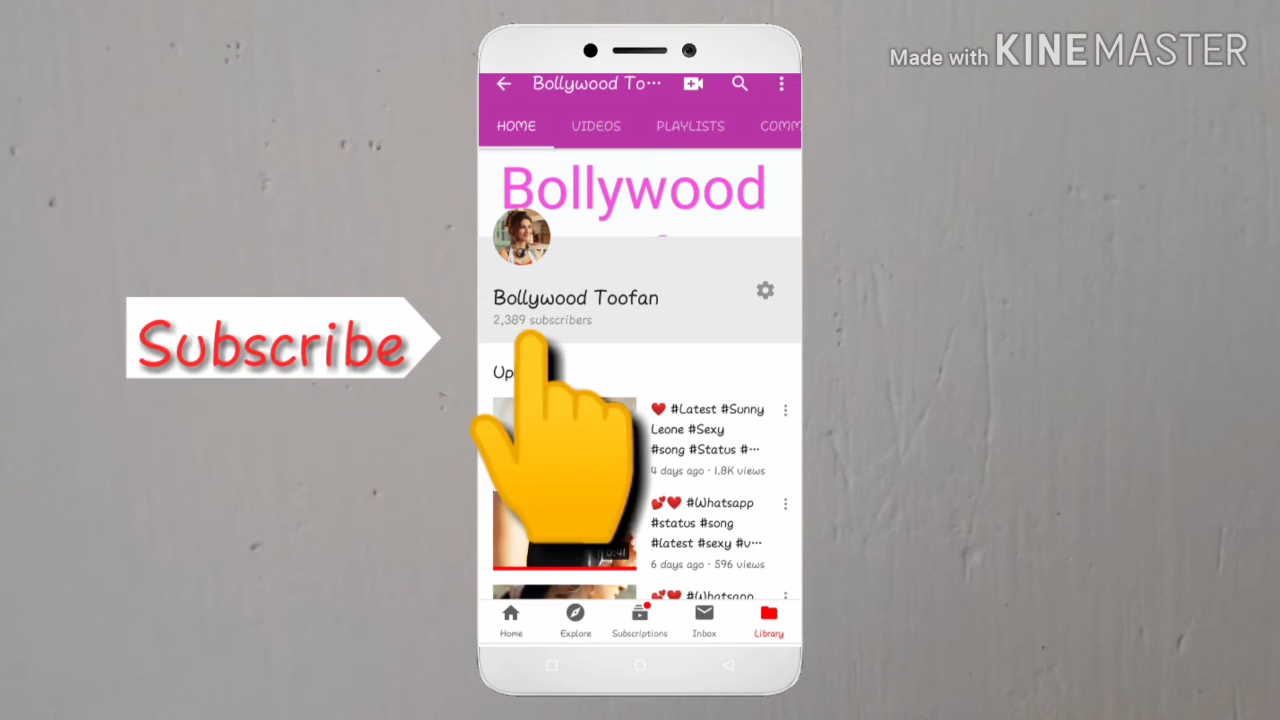 Made with KINEMASTER
Bollywood To...
HOME VIDEOS PLAYLISTS COMM
Bollywood
Bollywood Toofan
2,389 subscribers
Subscribe
Up
❤️ #Latest #Sunny
Leone #Sexy
#song #Status #...
4 days ago · 1.8K views
💕❤️ #Whatsapp
#status #song
#latest #sexy #v...
0:41
6 days ago · 596 views
💕❤️ #Whatsapp
Home Explore Subscriptions Inbox Library